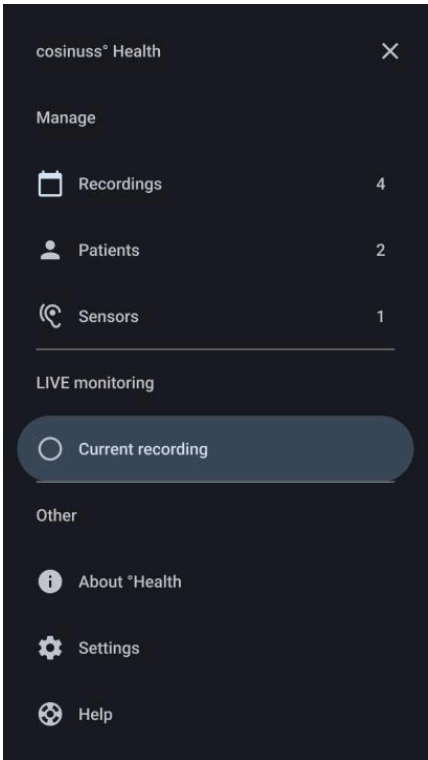 cosinuss° Health
Manage
Recordings 4
Patients 2
Sensors 1
LIVE monitoring
Current recording
Other
About °Health
Settings
Help